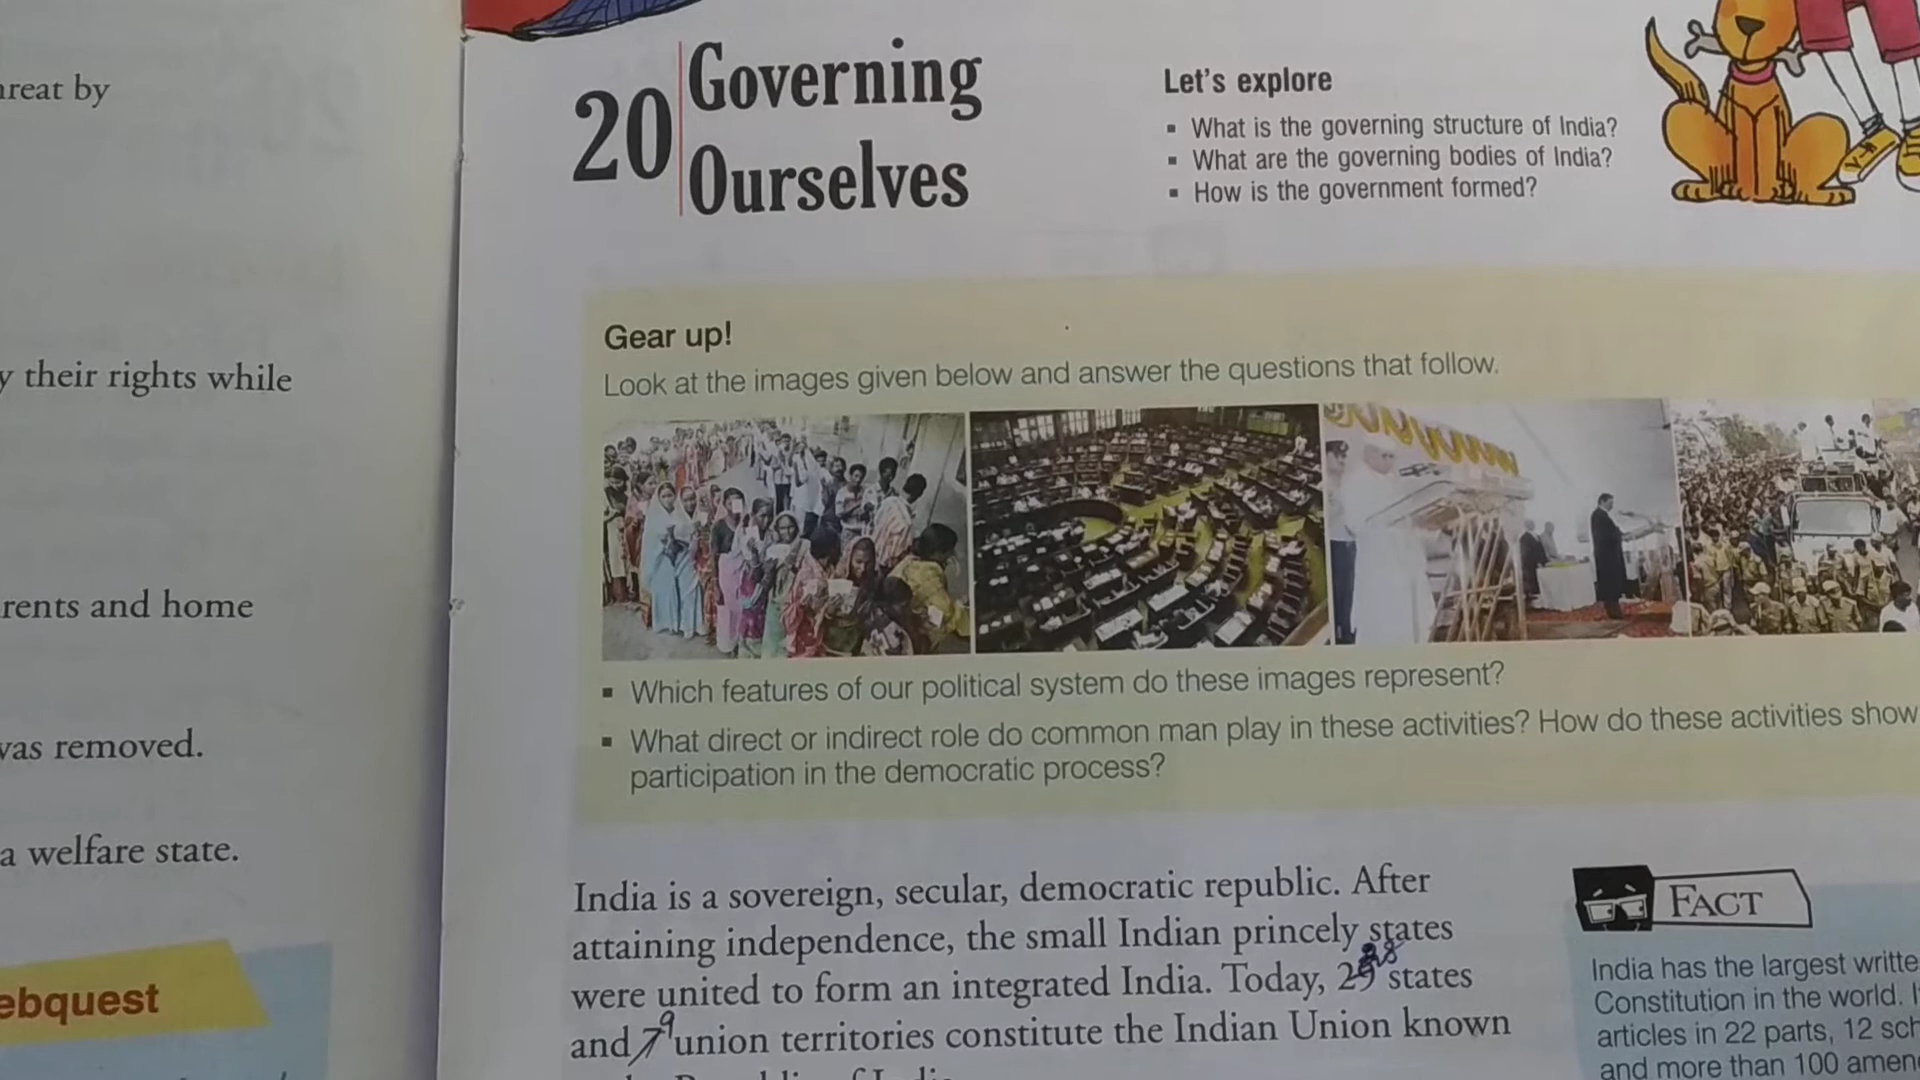 reat by
y their rights while
rents and home
was removed.
a welfare state.
ebquest
20
Governing
Ourselves
Let's explore
▪ What is the governing structure of India?
▪ What are the governing bodies of India?
▪ How is the government formed?
Gear up!
Look at the images given below and answer the questions that follow.
▪ Which features of our political system do these images represent?
▪ What direct or indirect role do common man play in these activities? How do these activities show
participation in the democratic process?
India is a sovereign, secular, democratic republic. After
attaining independence, the small Indian princely states
were united to form an integrated India. Today, 29 28 states
and 7 9 union territories constitute the Indian Union known
FACT
India has the largest writte
Constitution in the world. I
articles in 22 parts, 12 sch
and more than 100 amen